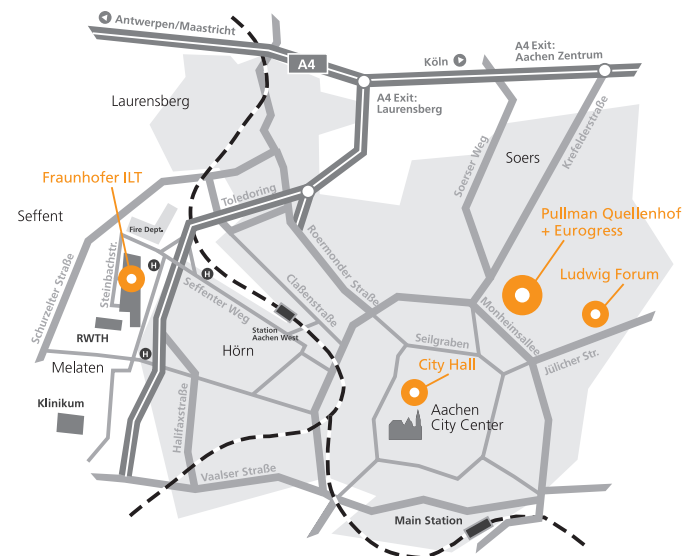 Antwerpen/Maastricht
A4
Köln
A4 Exit:
Aachen Zentrum
A4 Exit:
Laurensberg
Laurensberg
Soerser Weg
Soers
Krefelderstraße
Fraunhofer ILT
Toledoring
Seffent
Fire Dept.
Roermonder Straße
Pullman Quellenhof
+ Eurogress
Ludwig Forum
Schurzelter Straße
Steinbachstr.
H
H
Seffenter Weg
Claßenstraße
Station
Aachen West
Monheimsallee
RWTH
Hörn
Seilgraben
Jülicher Str.
H
Melaten
City Hall
Klinikum
Halifaxstraße
Aachen
City Center
Vaalser Straße
Main Station